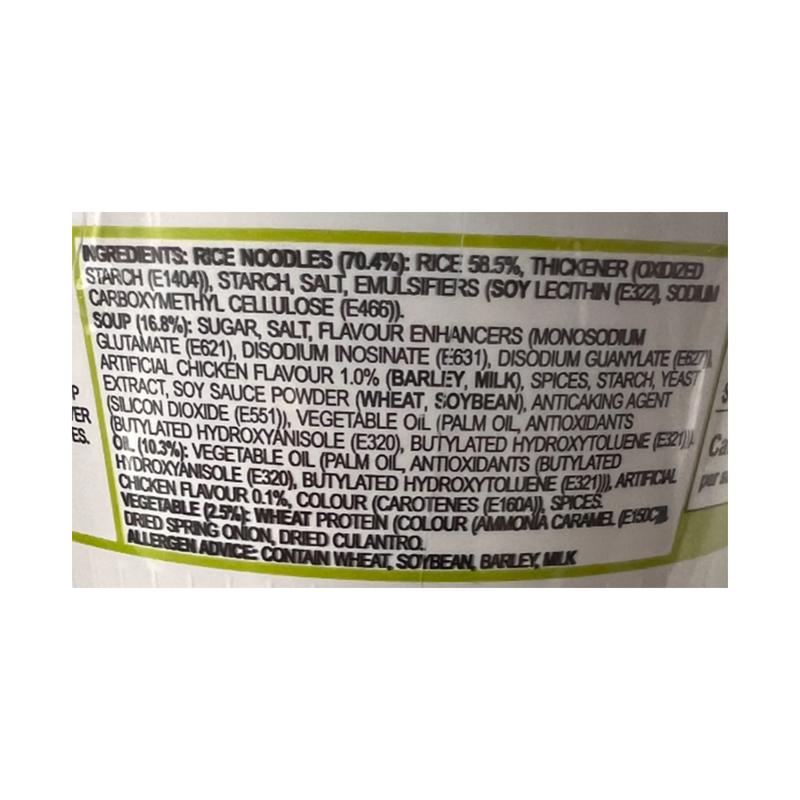 INGREDIENTS: RICE NOODLES (70.4%): RICE 58.5%, THICKENER (OXIDIZED
STARCH (E1404)), STARCH, SALT, EMULSIFIERS (SOY LECITHIN (E322), SODIUM
CARBOXYMETHYL CELLULOSE (E466)).
SOUP (16.8%): SUGAR, SALT, FLAVOUR ENHANCERS (MONOSODIUM
GLUTAMATE (E621), DISODIUM INOSINATE (E631), DISODIUM GUANYLATE (E627)),
ARTIFICIAL CHICKEN FLAVOUR 1.0% (BARLEY, MILK), SPICES, STARCH, YEAST
EXTRACT, SOY SAUCE POWDER (WHEAT, SOYBEAN), ANTICAKING AGENT
(SILICON DIOXIDE (E551)), VEGETABLE OIL (PALM OIL, ANTIOXIDANTS
(BUTYLATED HYDROXYANISOLE (E320), BUTYLATED HYDROXYTOLUENE (E321))).
OIL (10.3%): VEGETABLE OIL (PALM OIL, ANTIOXIDANTS (BUTYLATED
HYDROXYANISOLE (E320), BUTYLATED HYDROXYTOLUENE (E321))), ARTIFICIAL
CHICKEN FLAVOUR 0.1%, COLOUR (CAROTENES (E160A)), SPICES.
VEGETABLE (2.5%): WHEAT PROTEIN (COLOUR (AMMONIA CARAMEL (E150C))),
DRIED SPRING ONION, DRIED CULANTRO.
ALLERGEN ADVICE: CONTAIN WHEAT, SOYBEAN, BARLEY, MILK